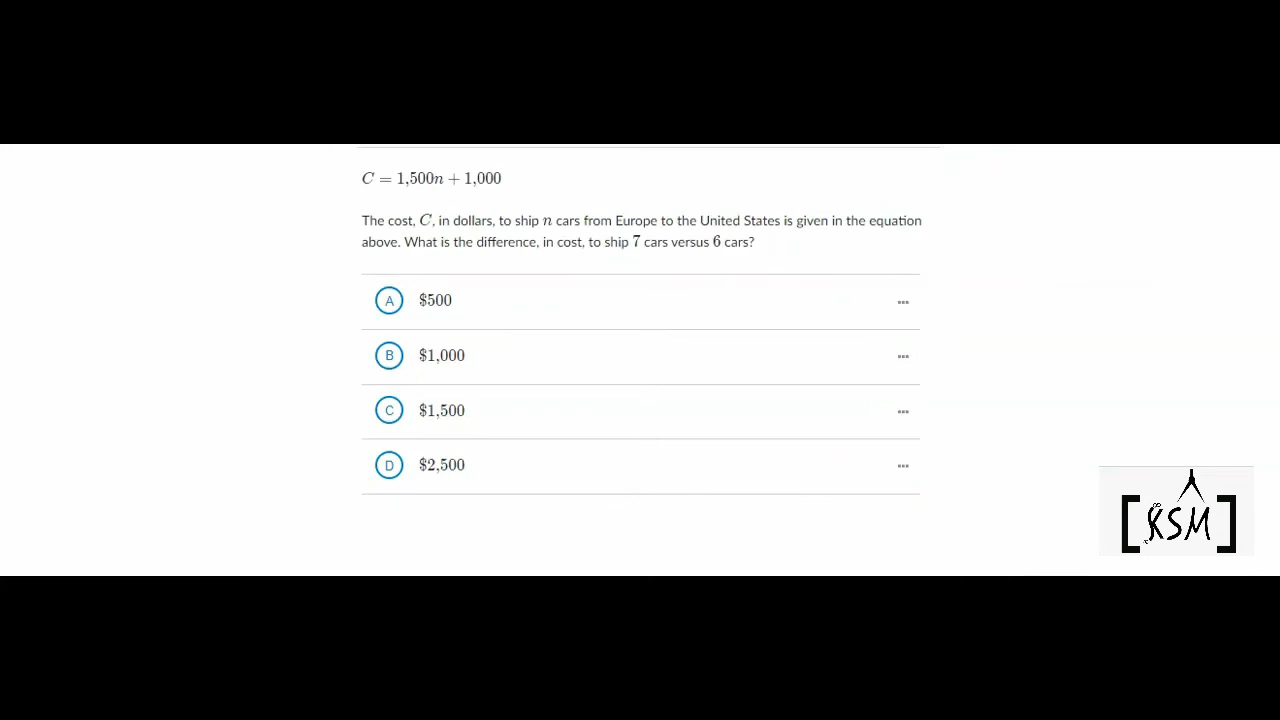 C = 1,500n + 1,000
The cost, C, in dollars, to ship n cars from Europe to the United States is given in the equation
above. What is the difference, in cost, to ship 7 cars versus 6 cars?
A $500
B $1,000
C $1,500
D $2,500
[KSM]